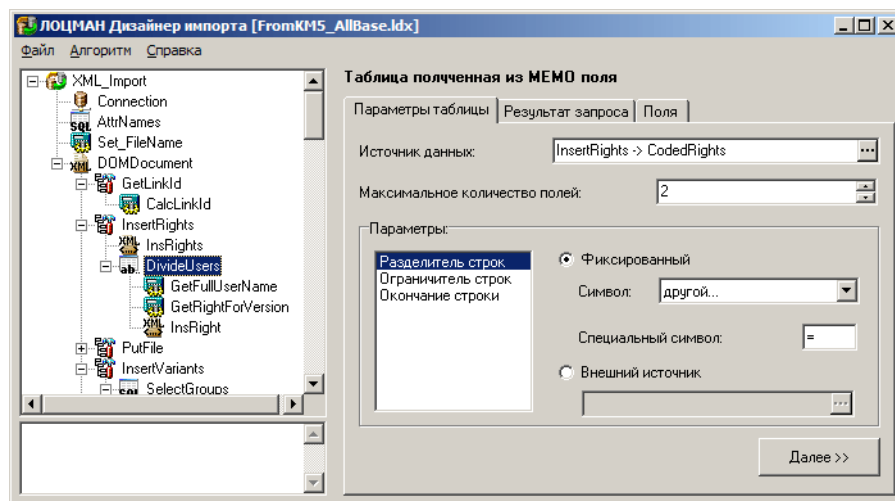 ЛОЦМАН Дизайнер импорта [FromKM5_AllBase.ldx]
Файл Алгоритм Справка
XML_Import
Connection
AttrNames
Set_FileName
DOMDocument
GetLinkId
CalcLinkId
InsertRights
InsRights
DivideUsers
GetFullUserName
GetRightForVersion
InsRight
PutFile
InsertVariants
SelectGroups
Таблица полученная из МЕМО поля
Параметры таблицы Результат запроса Поля
Источник данных: InsertRights -> CodedRights ...
Максимальное количество полей: 2
Параметры:
Разделитель строк
Ограничитель строк
Окончание строки
Фиксированный
Символ: другой...
Специальный символ: =
Внешний источник
...
Далее >>